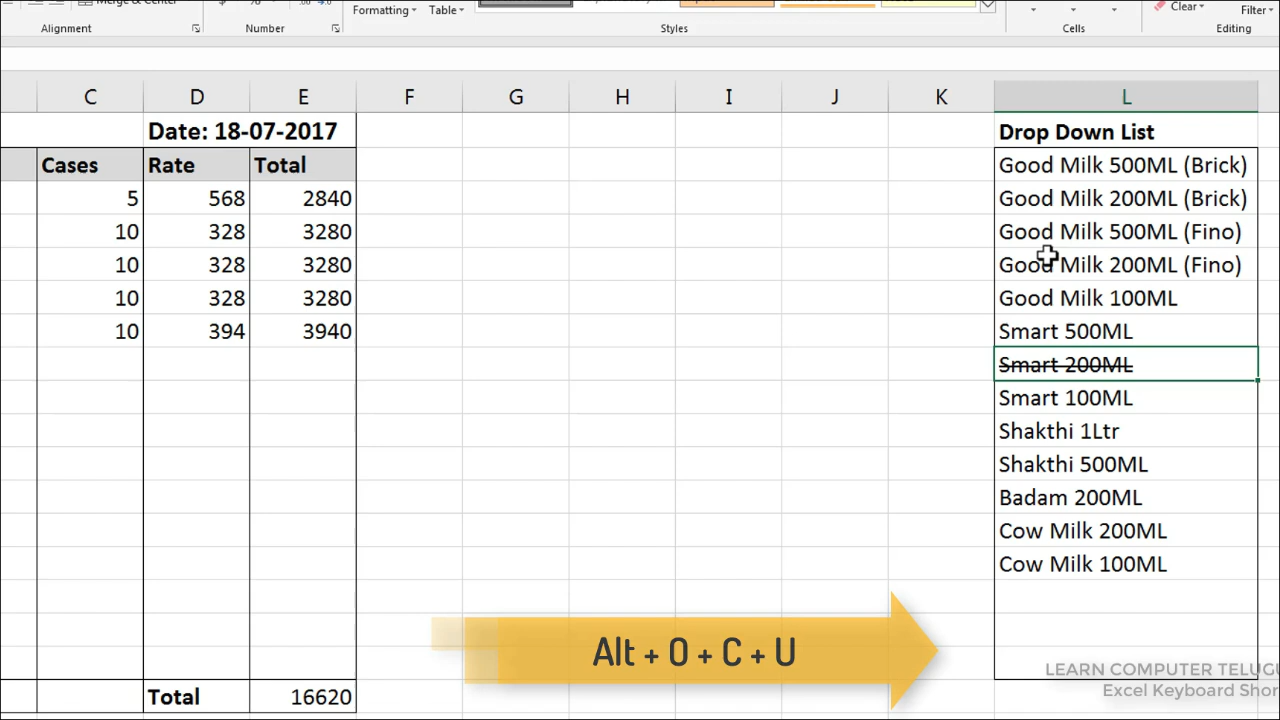 Merge & Center
$
Formatting
Table
Clear
Filter
Alignment
Number
Styles
Cells
Editing
C D E F G H I J K L
Date: 18-07-2017 Drop Down List
Cases Rate Total Good Milk 500ML (Brick)
5 568 2840 Good Milk 200ML (Brick)
10 328 3280 Good Milk 500ML (Fino)
10 328 3280 Good Milk 200ML (Fino)
10 328 3280 Good Milk 100ML
10 394 3940 Smart 500ML
Smart 200ML
Smart 100ML
Shakthi 1Ltr
Shakthi 500ML
Badam 200ML
Cow Milk 200ML
Cow Milk 100ML
Alt + O + C + U
LEARN COMPUTER TELUGU
Excel Keyboard Shor
Total 16620